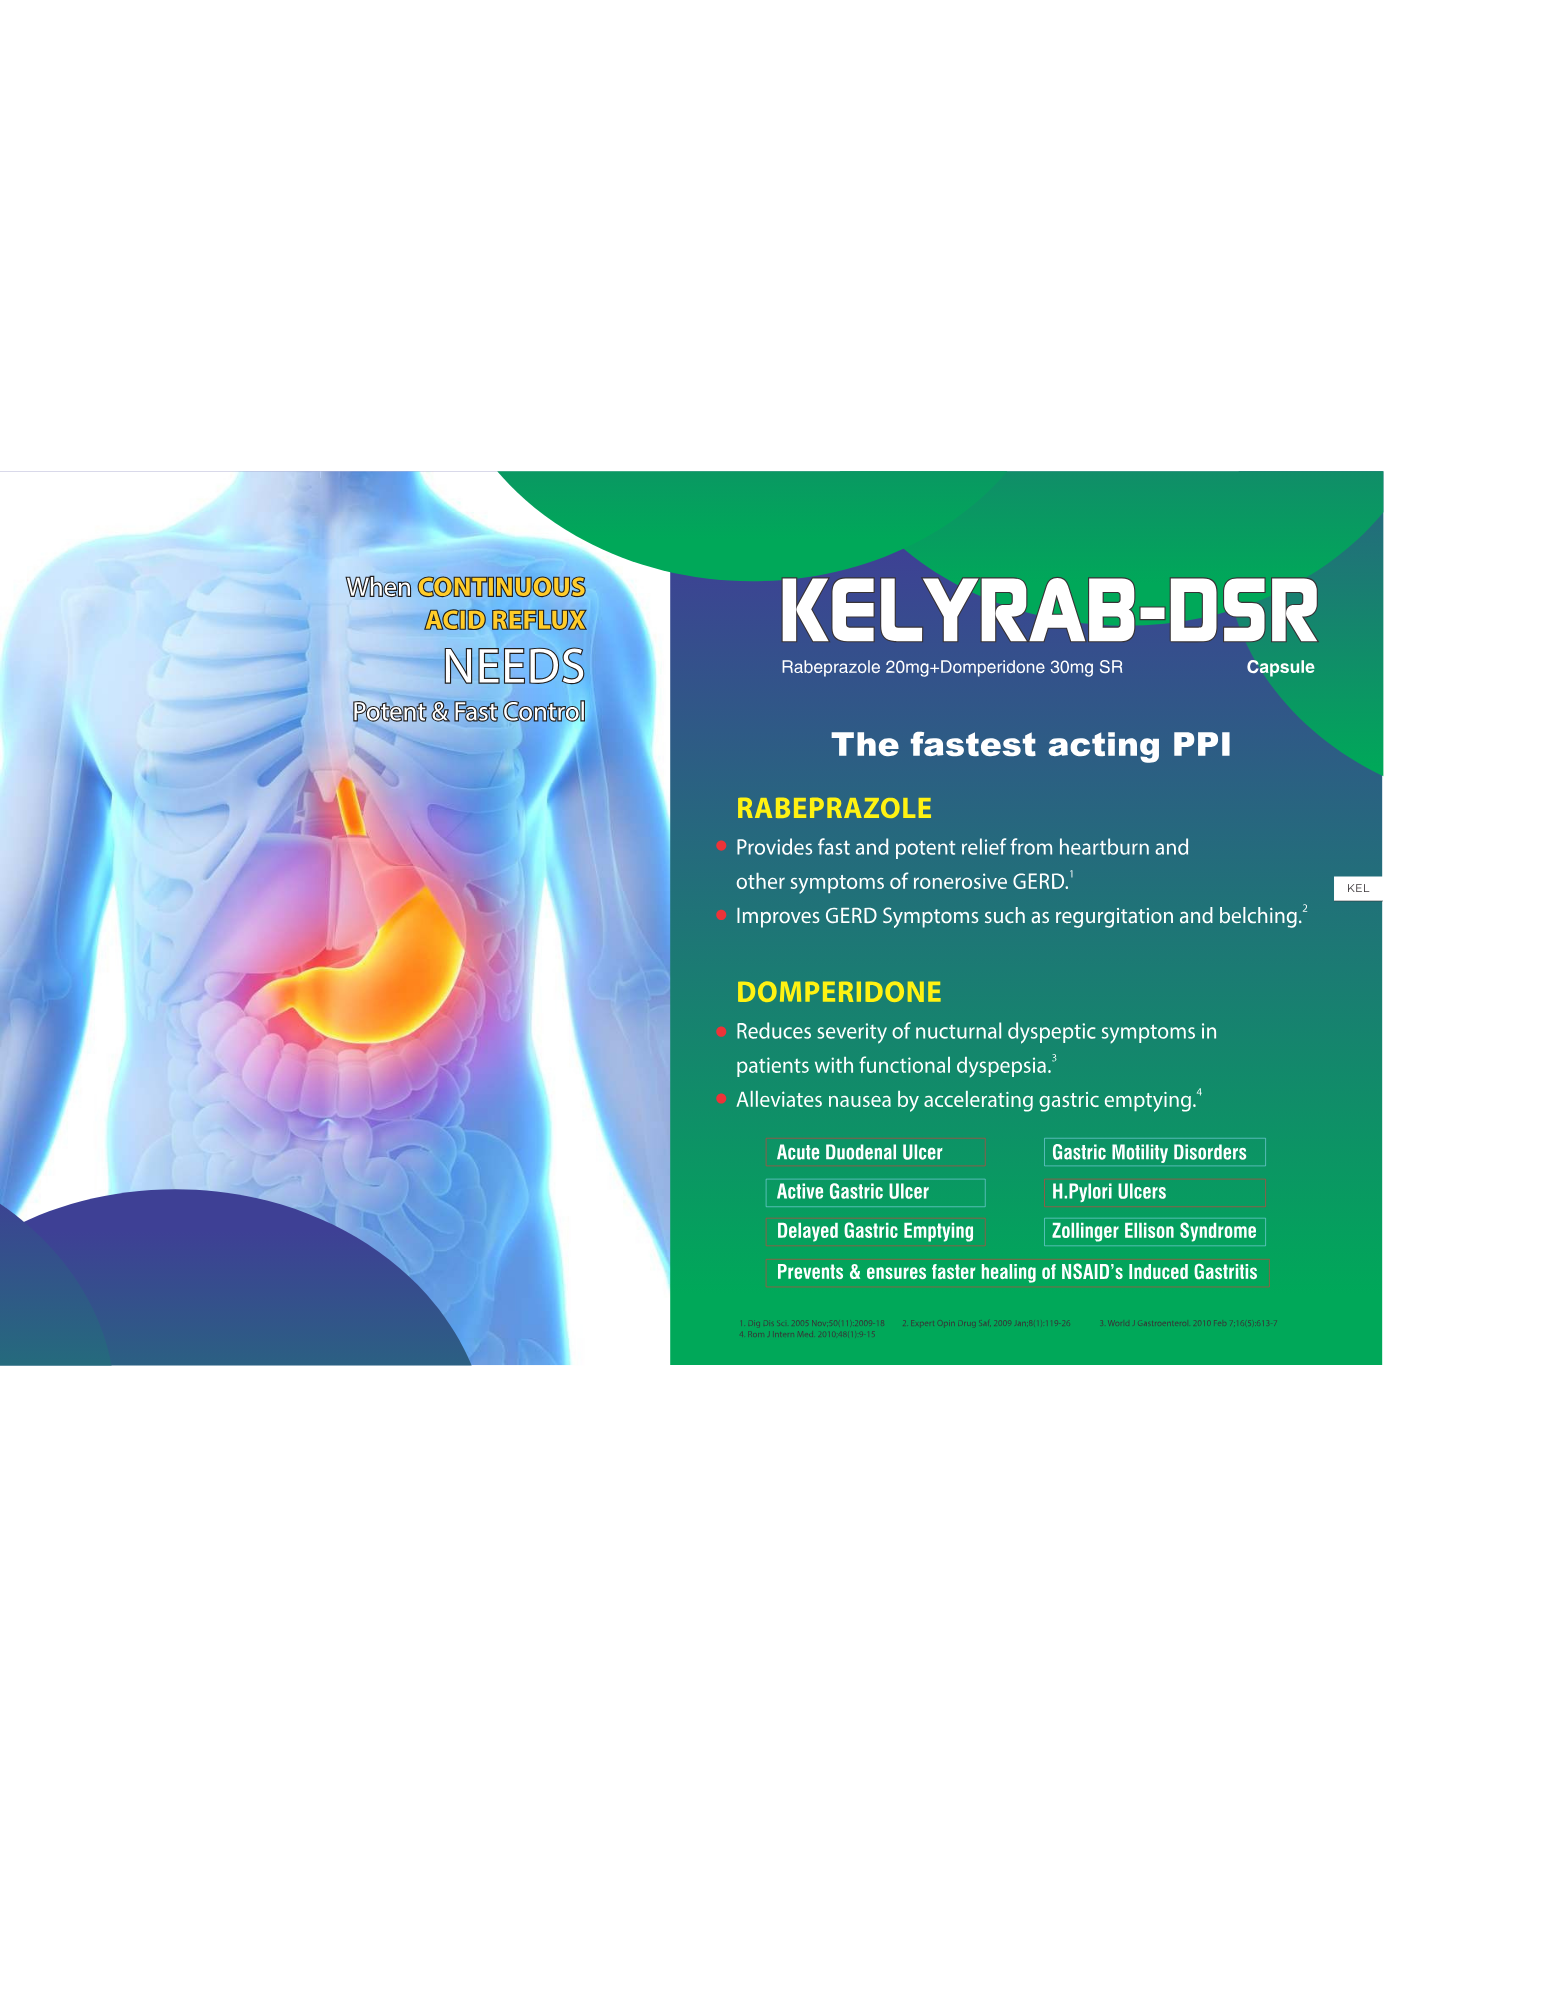 When CONTINUOUS
ACID REFLUX
NEEDS
Potent & Fast Control
KELYRAB-DSR
Rabeprazole 20mg+Domperidone 30mg SR Capsule
The fastest acting PPI
RABEPRAZOLE
Provides fast and potent relief from heartburn and
other symptoms of ronerosive GERD.1
Improves GERD Symptoms such as regurgitation and belching.2
KEL
DOMPERIDONE
Reduces severity of nucturnal dyspeptic symptoms in
patients with functional dyspepsia.3
Alleviates nausea by accelerating gastric emptying.4
Acute Duodenal Ulcer Gastric Motility Disorders
Active Gastric Ulcer H.Pylori Ulcers
Delayed Gastric Emptying Zollinger Ellison Syndrome
Prevents & ensures faster healing of NSAID's Induced Gastritis
1. Dig Dis Sci. 2005 Nov;50(11):2009-18 2. Expert Opin Drug Saf, 2009 Jan;8(1):119-26 3. World J Gastroenterol. 2010 Feb 7;16(5):613-7
4. Rom J Intern Med. 2010;48(1):9-15